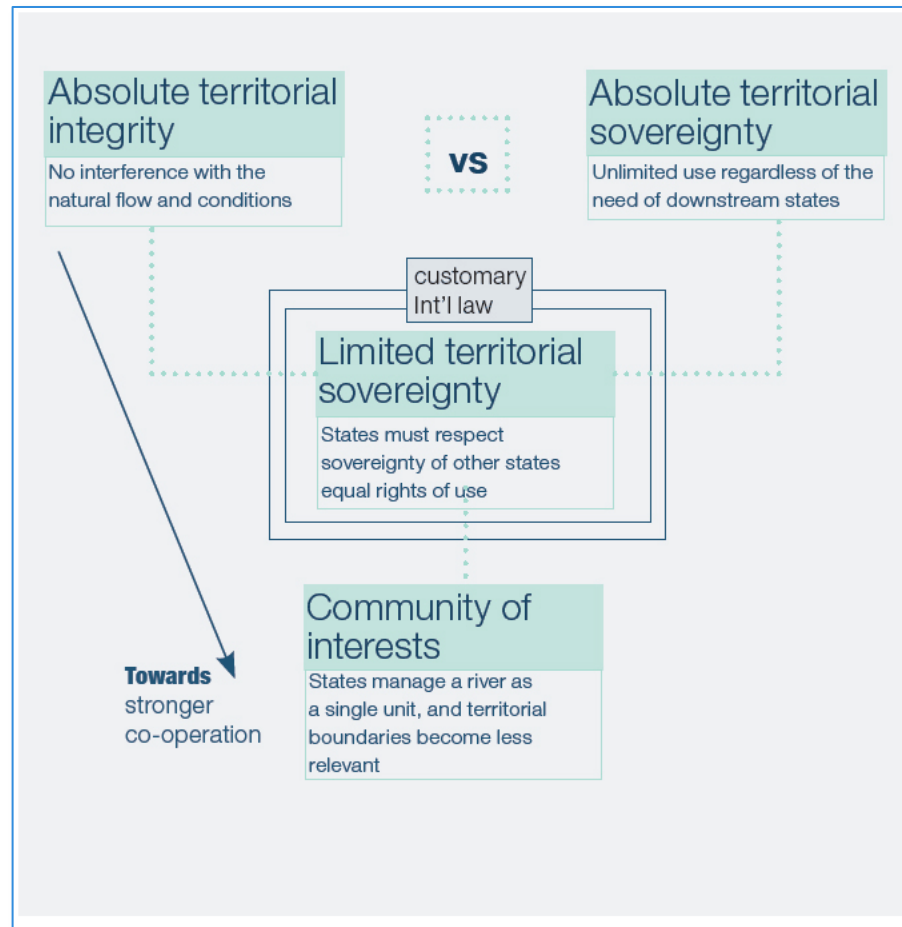 Absolute territorial
integrity
No interference with the
natural flow and conditions
vs
Absolute territorial
sovereignty
Unlimited use regardless of the
need of downstream states
customary
Int'l law
Limited territorial
sovereignty
States must respect
sovereignty of other states
equal rights of use
Community of
interests
States manage a river as
a single unit, and territorial
boundaries become less
relevant
Towards
stronger
co-operation